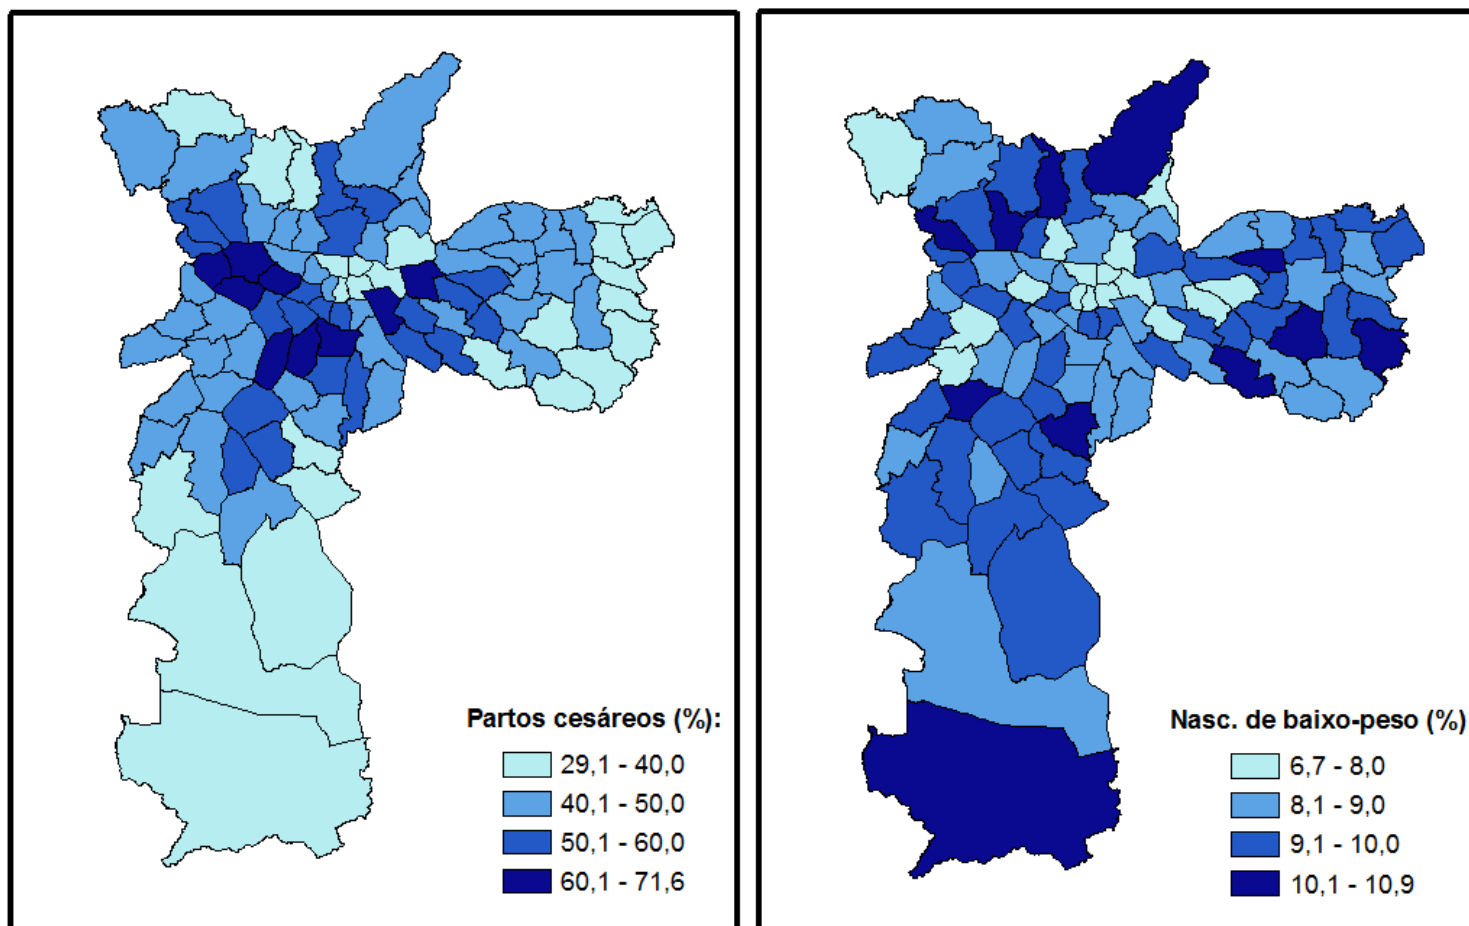 Partos cesáreos (%):
29,1 - 40,0
40,1 - 50,0
50,1 - 60,0
60,1 - 71,6
Nasc. de baixo-peso (%)
6,7 - 8,0
8,1 - 9,0
9,1 - 10,0
10,1 - 10,9